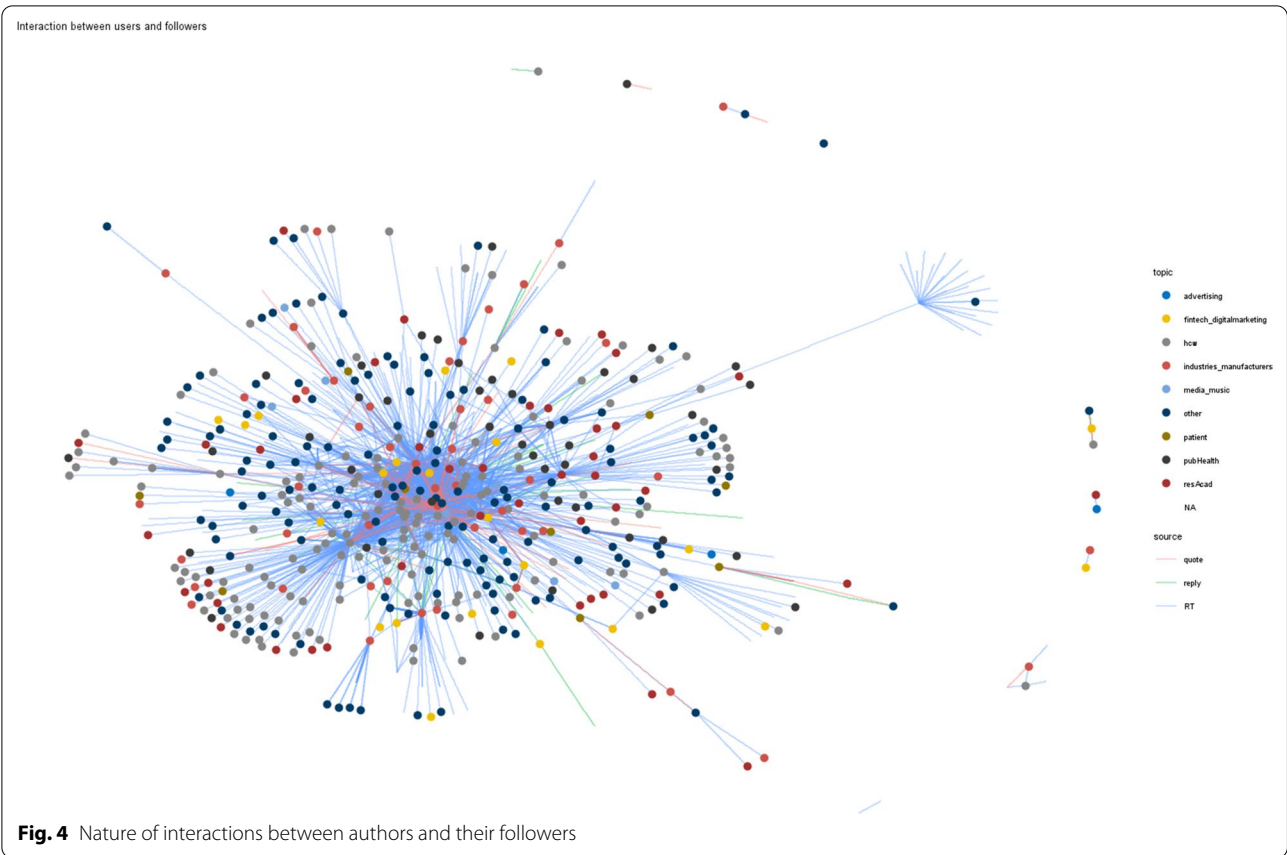 Interaction between users and followers
topic
advertising
fintech_digitalmarketing
hcw
industries_manufacturers
media_music
other
patient
pubHealth
resAcad
NA
source
quote
reply
RT
Fig. 4 Nature of interactions between authors and their followers